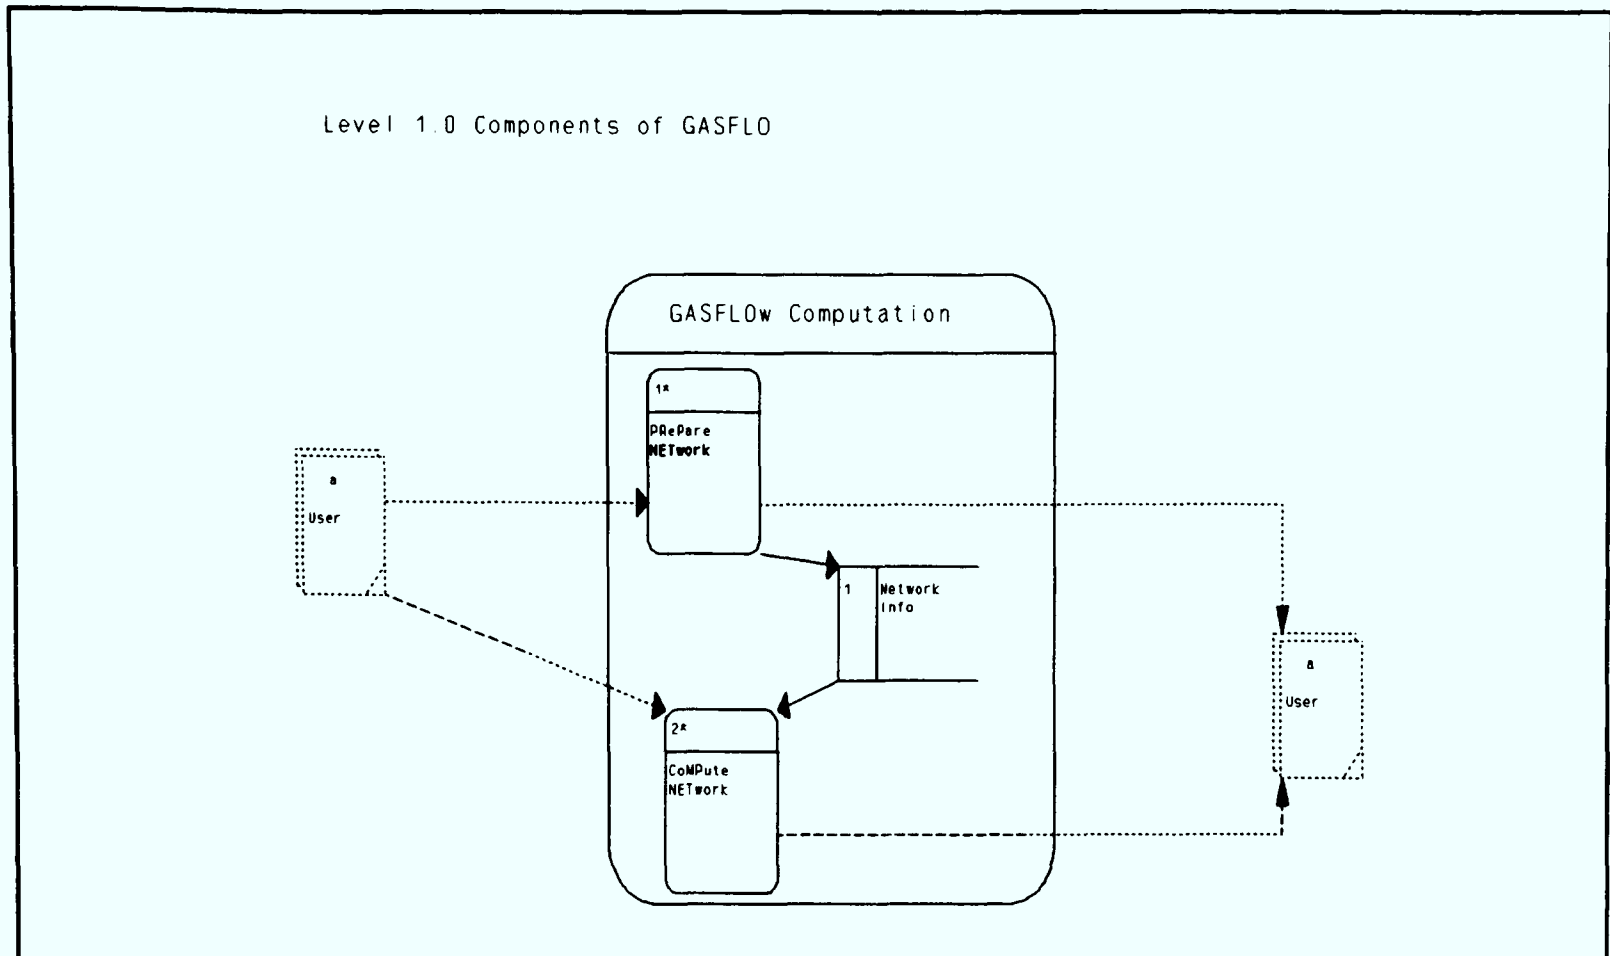 Level 1.0 Components of GASFLO
GASFLOw Computation
1*
PRePare
NETwork
a
User
1
Network
Info
a
User
2*
CoMPute
NETwork